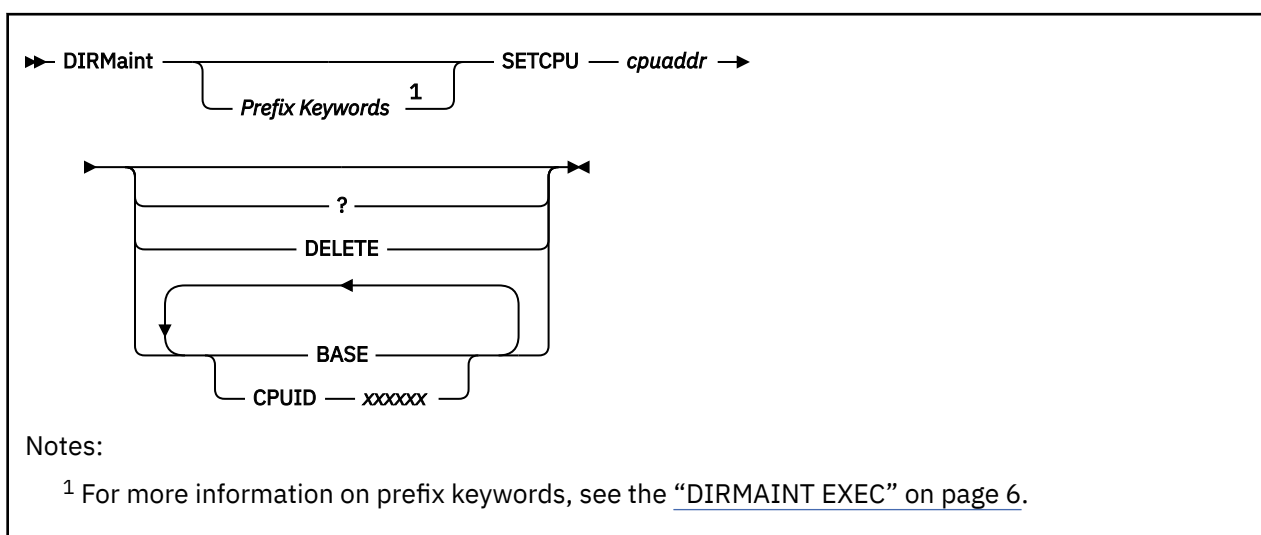 DIRMaint SETCPU cpuaddr
Prefix Keywords 1
?
DELETE
BASE
CPUID xxxxxx
Notes:
1 For more information on prefix keywords, see the “DIRMAINT EXEC” on page 6.